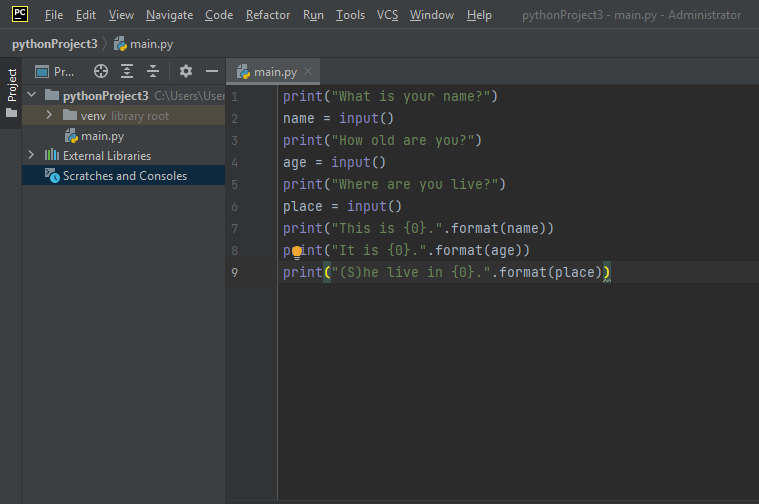 PC File Edit View Navigate Code Refactor Run Tools VCS Window Help pythonProject3 - main.py - Administrator
pythonProject3 main.py
Project
Pr...
main.py
pythonProject3 C:\Users\User
venv library root
main.py
External Libraries
Scratches and Consoles
1 print("What is your name?")
2 name = input()
3 print("How old are you?")
4 age = input()
5 print("Where are you live?")
6 place = input()
7 print("This is {0}.".format(name))
8 print("It is {0}.".format(age))
9 print("(S)he live in {0}.".format(place))